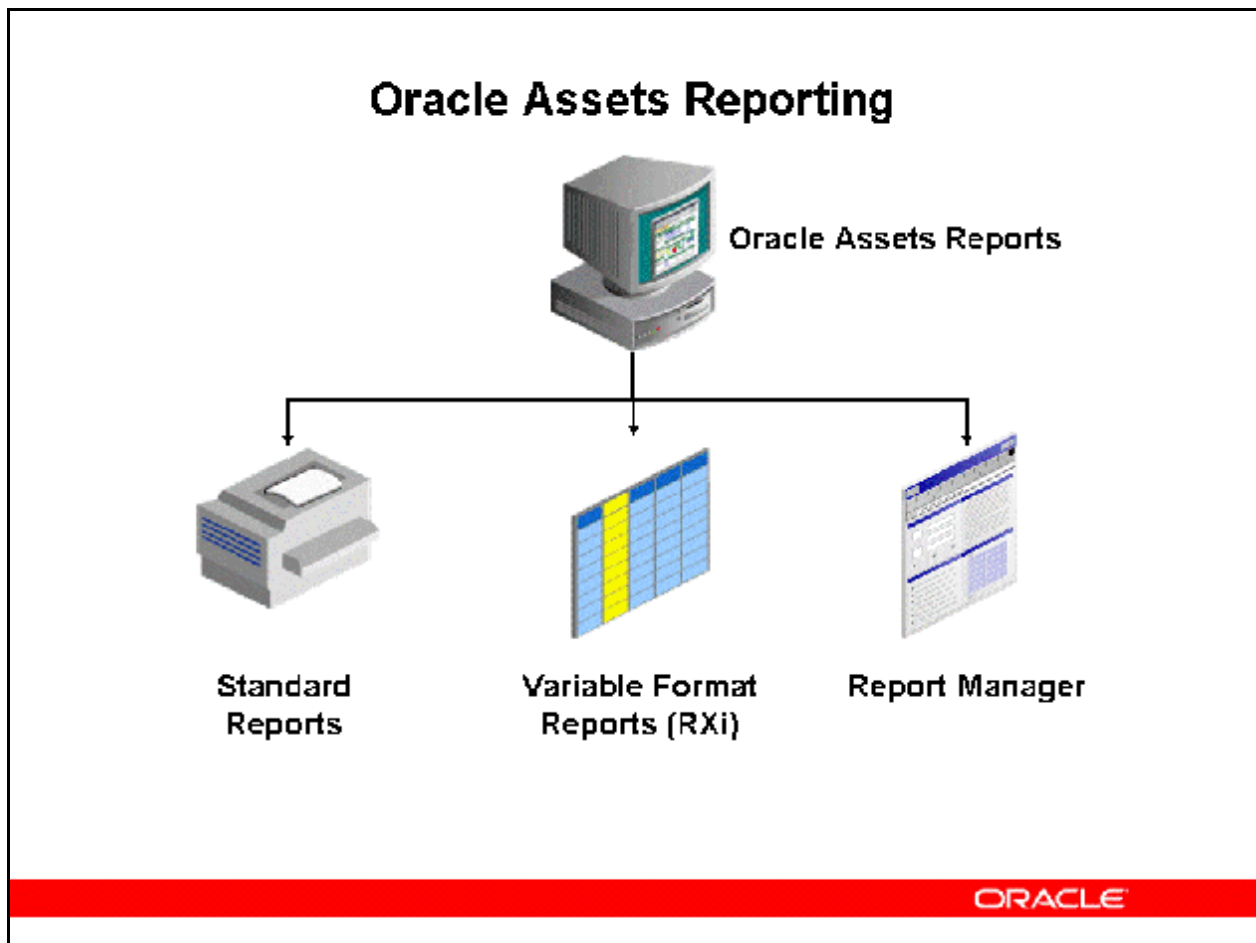 Oracle Assets Reporting
Oracle Assets Reports
Standard
Reports
Variable Format
Reports (RXi)
Report Manager
ORACLE